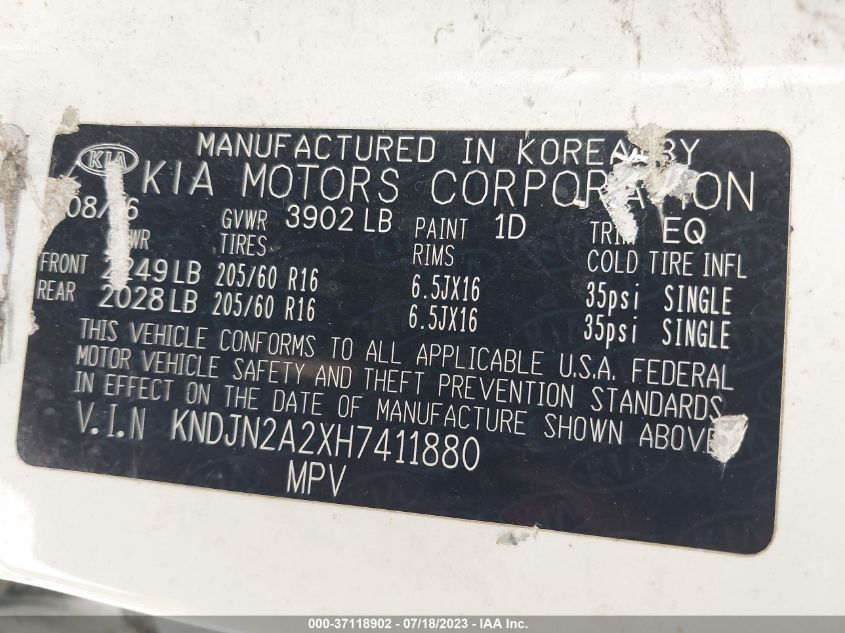 MANUFACTURED IN KOREA BY
KIA KIA MOTORS CORPORATION
GVWR 3902 LB PAINT 1D TRIM EQ
TIRES RIMS COLD TIRE INFL
FRONT 205/60 R16 6.5JX16 35psi SINGLE
REAR 2028 LB 205/60 R16 6.5JX16 35psi SINGLE
THIS VEHICLE CONFORMS TO ALL APPLICABLE U.S.A. FEDERAL
MOTOR VEHICLE SAFETY AND THEFT PREVENTION STANDARDS
IN EFFECT ON THE DATE OF MANUFACTURE SHOWN ABOVE
V.I.N KNDJN2A2XH7411880
MPV
000-37118902 - 07/18/2023 - IAA Inc.